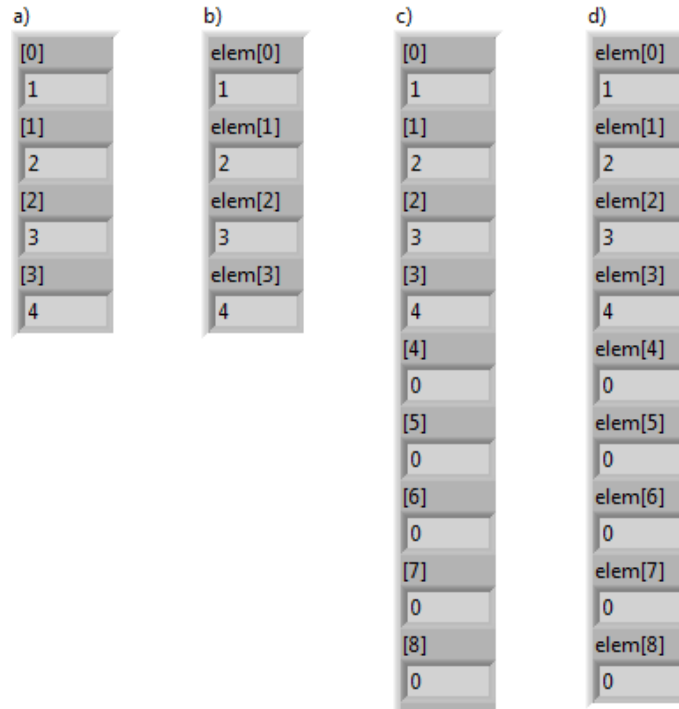 a) b) c) d)
[0] elem[0] [0] elem[0]
1 1 1 1
[1] elem[1] [1] elem[1]
2 2 2 2
[2] elem[2] [2] elem[2]
3 3 3 3
[3] elem[3] [3] elem[3]
4 4 4 4
[4] elem[4]
0 0
[5] elem[5]
0 0
[6] elem[6]
0 0
[7] elem[7]
0 0
[8] elem[8]
0 0